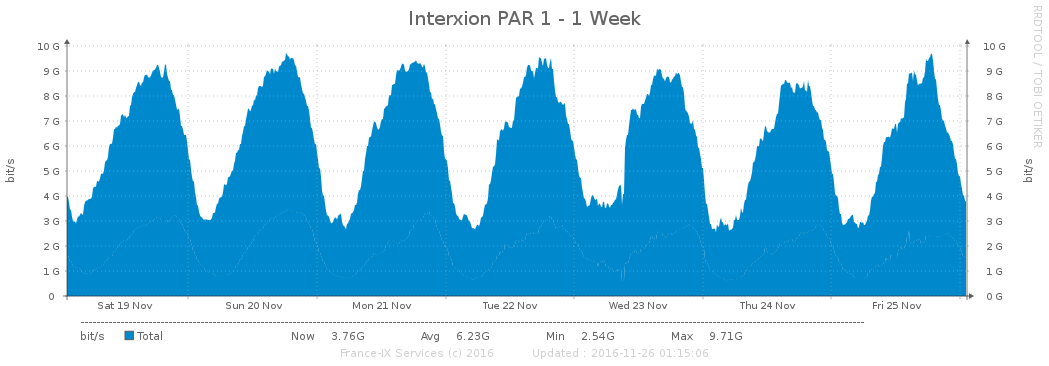 Interxion PAR 1 - 1 Week
RRDTOOL / TOBI OETIKER
bit/s
10 G
9 G
8 G
7 G
6 G
5 G
4 G
3 G
2 G
1 G
0
10 G
9 G
8 G
7 G
6 G
5 G
4 G
3 G
2 G
1 G
0 G
bit/s
Sat 19 Nov Sun 20 Nov Mon 21 Nov Tue 22 Nov Wed 23 Nov Thu 24 Nov Fri 25 Nov
bit/s Total Now 3.76G Avg 6.23G Min 2.54G Max 9.71G
France-IX Services (c) 2016 Updated : 2016-11-26 01:15:06